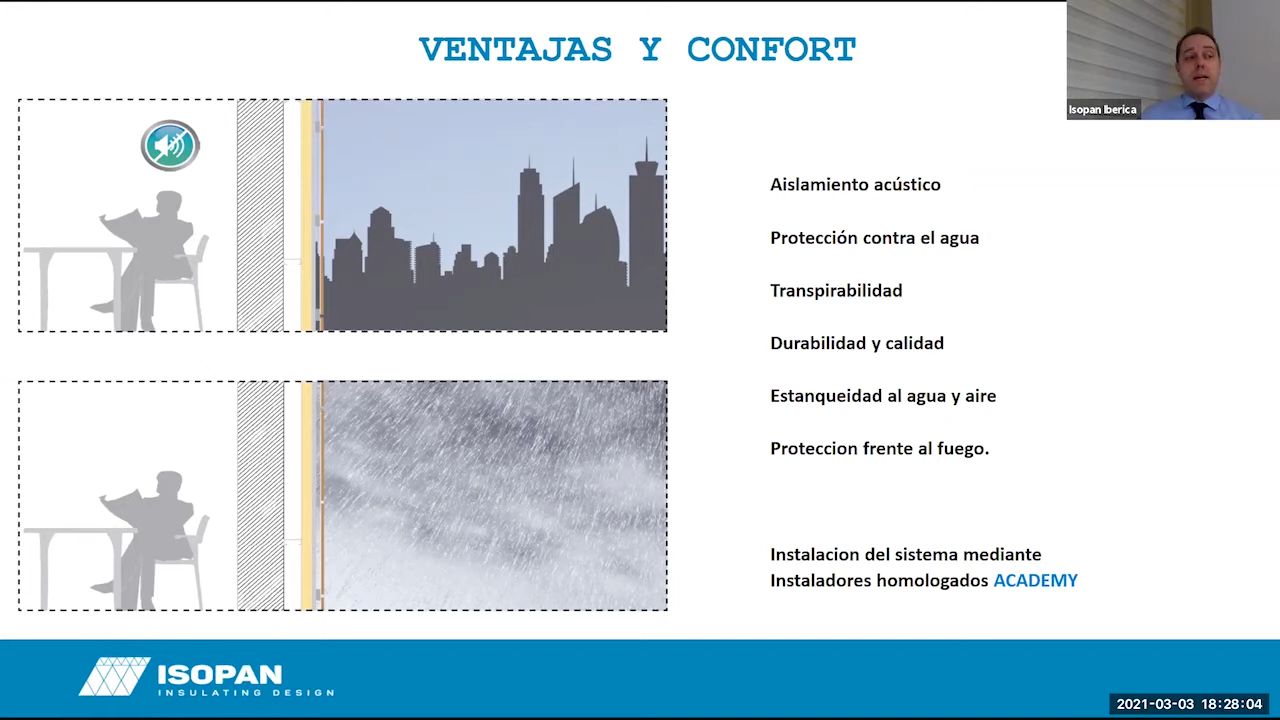 VENTAJAS Y CONFORT
Isopan Iberica
Aislamiento acústico
Protección contra el agua
Transpirabilidad
Durabilidad y calidad
Estanqueidad al agua y aire
Proteccion frente al fuego.
Instalacion del sistema mediante
Instaladores homologados ACADEMY
ISOPAN
INSULATING DESIGN
2021-03-03 18:28:04